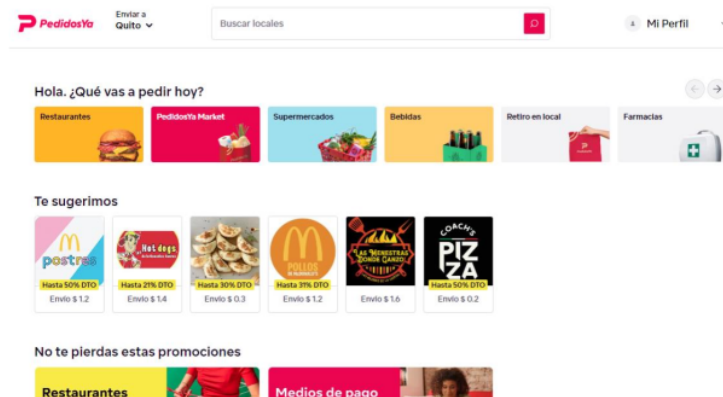 PedidosYa
Enviar a
Quito
Buscar locales
Mi Perfil
Hola. ¿Qué vas a pedir hoy?
Restaurantes
PedidosYa Market
Supermercados
Bebidas
Retiro en local
Farmacias
Te sugerimos
postres
Hasta 50% DTO
Envío $ 1.2
Hot dogs
Hasta 21% DTO
Envío $ 1.4
Hasta 30% DTO
Envío $ 0.3
POLLOS
Hasta 31% DTO
Envío $ 1.2
LAS MENESTRAS
DONDE GANZO
Envío $ 1.6
COACH'S
PIZ
ZA
Hasta 50% DTO
Envío $ 0.2
No te pierdas estas promociones
Restaurantes
Medios de pago